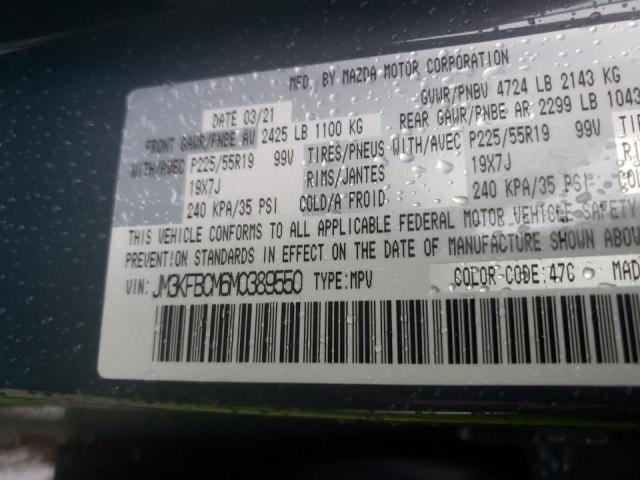 MFD. BY MAZDA MOTOR CORPORATION
DATE 03/21 GVWR/PNBV 4724 LB 2143 KG
FRONT GAWR/PNBE AV 2425 LB 1100 KG REAR GAWR/PNBE AR 2299 LB 1043
WITH/AVEC P225/55R19 99V TIRES/PNEUS WITH/AVEC P225/55R19 99V
19X7J RIMS/JANTES 19X7J
240 KPA/35 PSI COLD/A FROID 240 KPA/35 PSI
THIS VEHICLE CONFORMS TO ALL APPLICABLE FEDERAL MOTOR VEHICLE SAFETY
PREVENTION STANDARDS IN EFFECT ON THE DATE OF MANUFACTURE SHOWN ABOVE
VIN: JM3KFBCM6M0389550 TYPE:MPV COLOR-CODE:47C